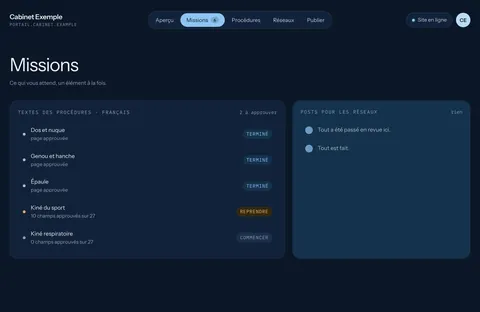 Cabinet Exemple
PORTAIL.CABINET.EXAMPLE
Aperçu
Missions
Procédures
Réseaux
Publier
Site en ligne
CE
Missions
Ce qui vous attend, un élément à la fois.
TEXTES DES PROCÉDURES · FRANÇAIS
2 à approuver
Dos et nuque
page approuvée
TERMINÉ
Genou et hanche
page approuvée
TERMINÉ
Épaule
page approuvée
TERMINÉ
Kiné du sport
10 champs approuvés sur 27
REPRENDRE
Kiné respiratoire
0 champs approuvés sur 27
COMMENCER
POSTS POUR LES RÉSEAUX
rien
Tout a été passé en revue ici.
Tout est fait.